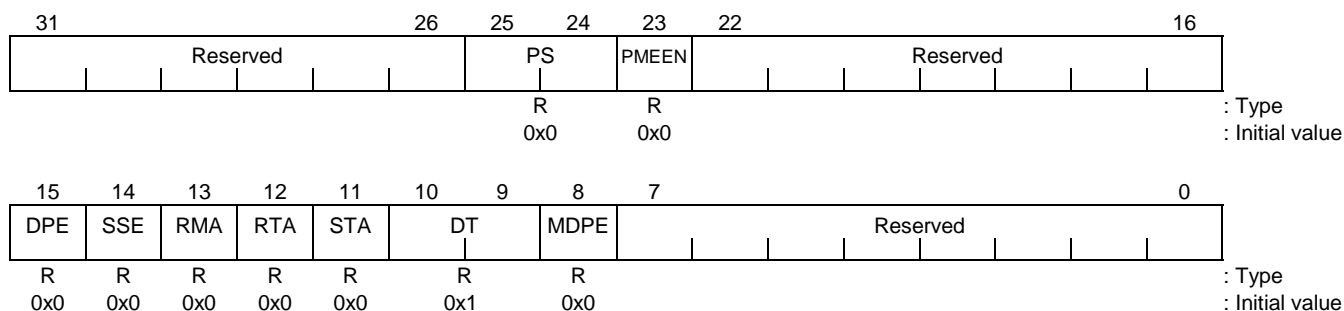 31 26 25 24 23 22 16
Reserved PS PMEEN Reserved
R R : Type
0x0 0x0 : Initial value
15 14 13 12 11 10 9 8 7 0
DPE SSE RMA RTA STA DT MDPE Reserved
R R R R R R R : Type
0x0 0x0 0x0 0x0 0x0 0x1 0x0 : Initial value